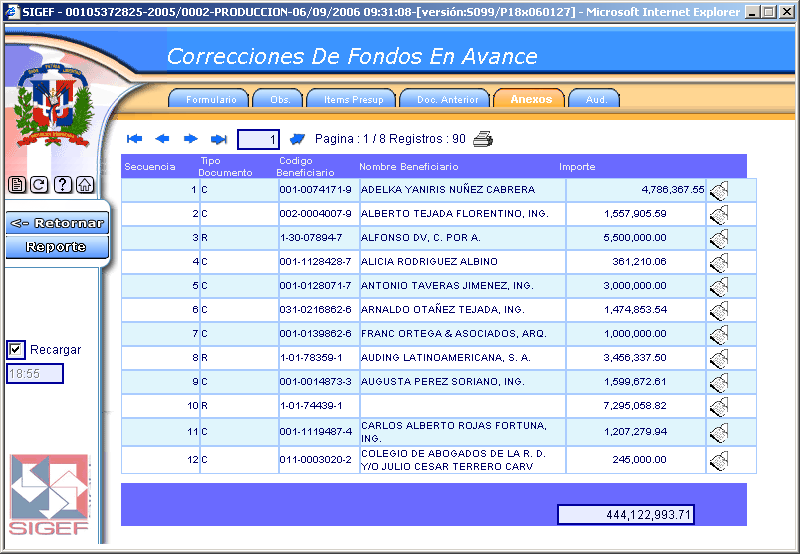 SIGEF - 00105372825-2005/0002-PRODUCCION-06/09/2006 09:31:08-[versión:S099/P18x060127] - Microsoft Internet Explorer
Correcciones De Fondos En Avance
Formulario Obs. Items Presup Doc. Anterior Anexos Aud.
1 Pagina : 1 / 8 Registros : 90
Secuencia Tipo Documento Codigo Beneficiario Nombre Beneficiario Importe
1 C 001-0074171-9 ADELKA YANIRIS NUÑEZ CABRERA 4,786,367.55
2 C 002-0004007-9 ALBERTO TEJADA FLORENTINO, ING. 1,557,905.59
3 R 1-30-07894-7 ALFONSO DV, C. POR A. 5,500,000.00
4 C 001-1128428-7 ALICIA RODRIGUEZ ALBINO 361,210.06
5 C 001-0128071-7 ANTONIO TAVERAS JIMENEZ, ING. 3,000,000.00
6 C 031-0216862-6 ARNALDO OTAÑEZ TEJADA, ING. 1,474,853.54
7 C 001-0139862-6 FRANC ORTEGA & ASOCIADOS, ARQ. 1,000,000.00
8 R 1-01-78359-1 AUDING LATINOAMERICANA, S. A. 3,456,337.50
9 C 001-0014873-3 AUGUSTA PEREZ SORIANO, ING. 1,599,672.61
10 R 1-01-74439-1 7,295,058.82
11 C 001-1119487-4 CARLOS ALBERTO ROJAS FORTUNA, ING. 1,207,279.94
12 C 011-0003020-2 COLEGIO DE ABOGADOS DE LA R. D. Y/O JULIO CESAR TERRERO CARV 245,000.00
444,122,993.71
<- Retornar
Reporte
Recargar
18:55
SIGEF